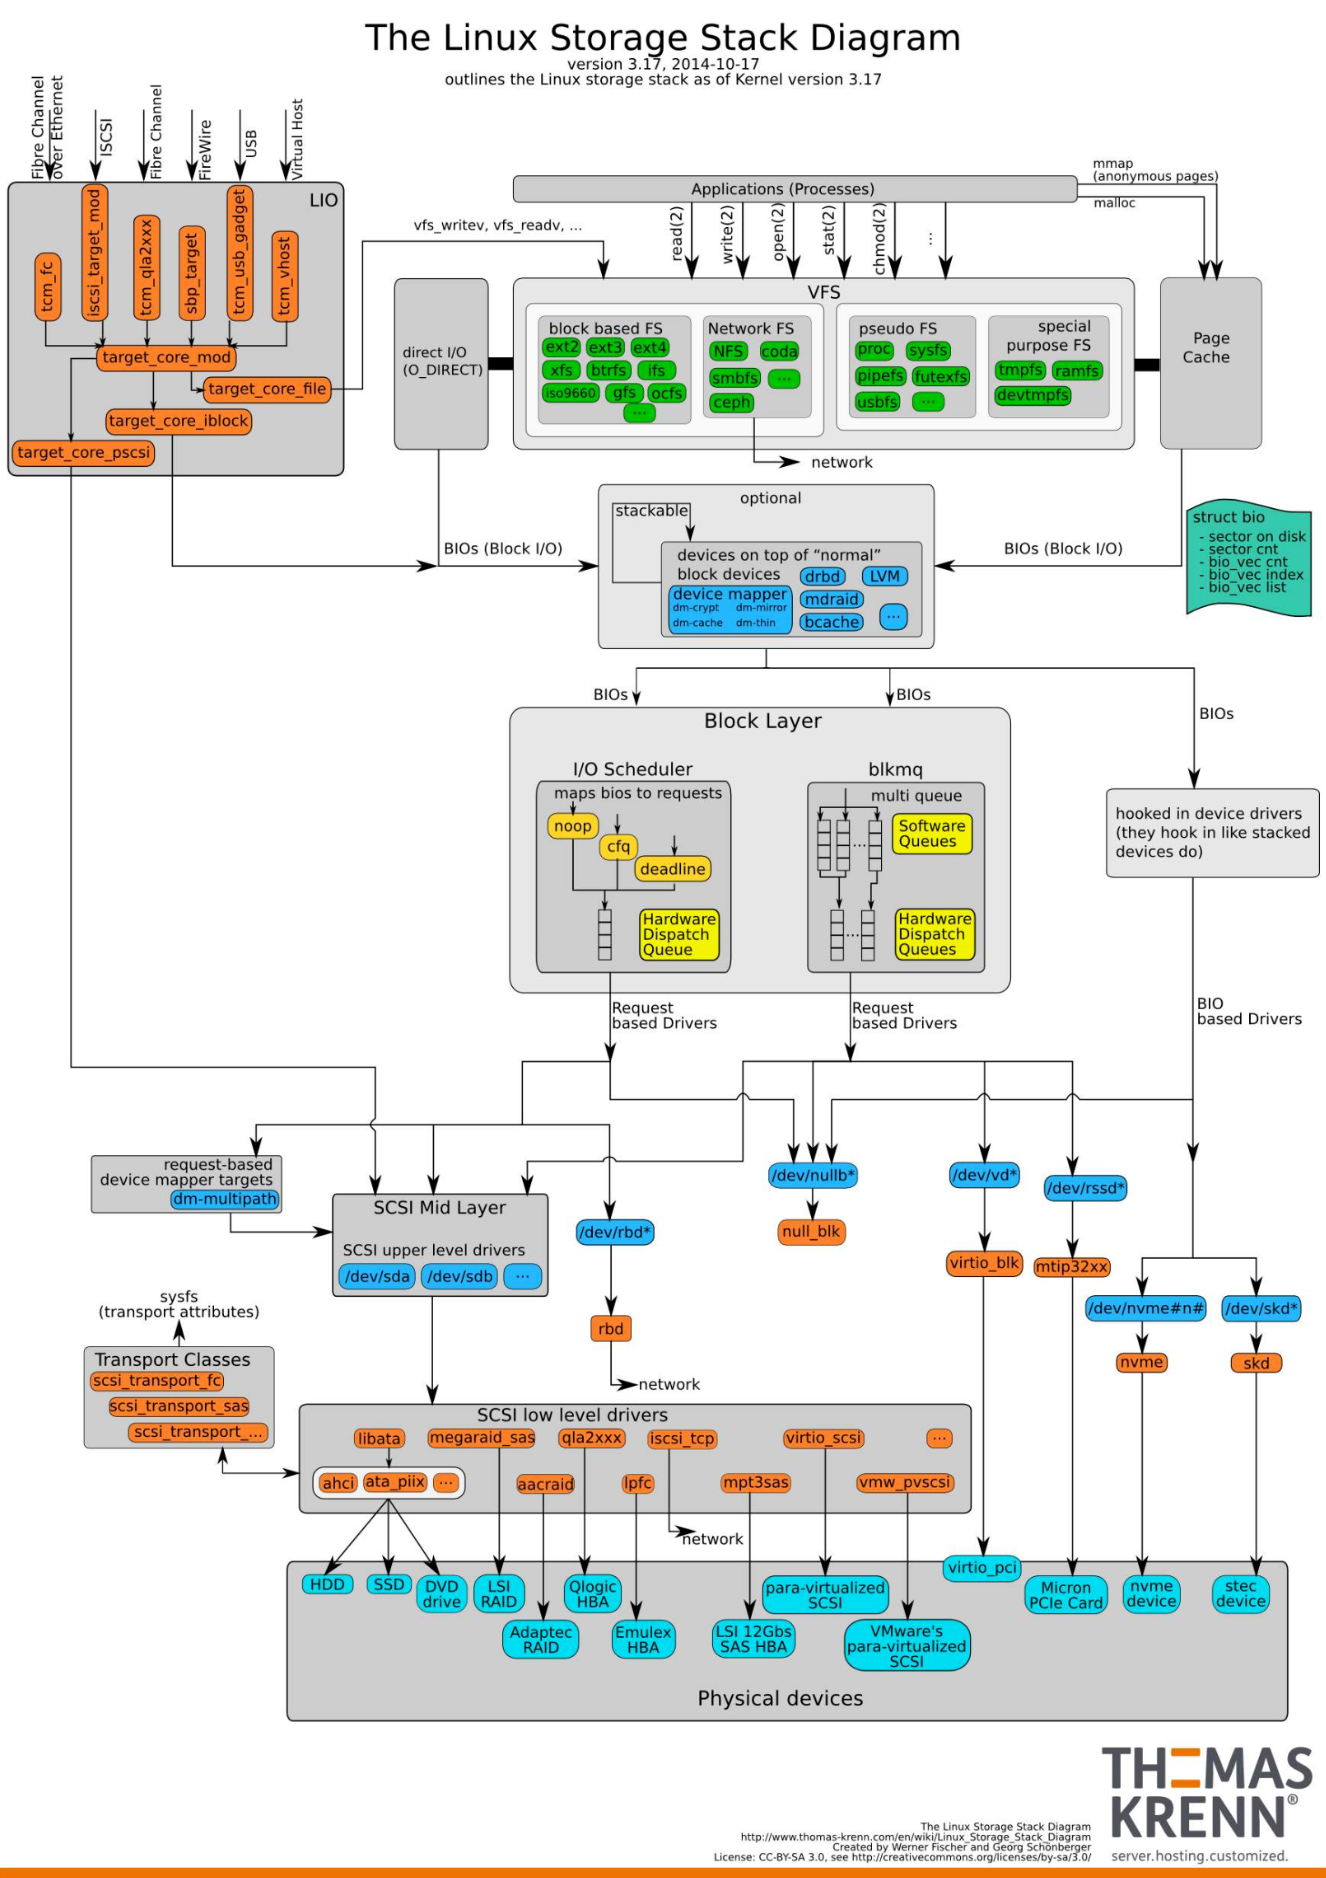 The Linux Storage Stack Diagram
version 3.17, 2014-10-17
outlines the Linux storage stack as of Kernel version 3.17
Fibre Channel
over Ethernet
ISCSI
Fibre Channel
FireWire
USB
Virtual Host
LIO
tcm_fc
iscsi_target_mod
tcm_qla2xxx
sbp_target
tcm_usb_gadget
tcm_vhost
target_core_mod
target_core_file
target_core_iblock
target_core_pscsi
vfs_writev, vfs_readv, ...
Applications (Processes)
read(2)
write(2)
open(2)
stat(2)
chmod(2)
...
mmap
(anonymous pages)
malloc
direct I/O
(O_DIRECT)
VFS
block based FS
ext2 ext3 ext4
xfs btrfs ifs
iso9660 gfs ocfs
...
Network FS
NFS coda
smbfs ...
ceph
pseudo FS
proc sysfs
pipefs futexfs
usbfs ...
special
purpose FS
tmpfs ramfs
devtmpfs
Page
Cache
network
optional
stackable
devices on top of “normal”
block devices
drbd LVM
device mapper
dm-crypt dm-mirror
dm-cache dm-thin
mdraid
bcache
...
BIOs (Block I/O)
BIOs (Block I/O)
struct bio
- sector on disk
- sector cnt
- bio_vec cnt
- bio_vec index
- bio_vec list
BIOs
BIOs
BIOs
Block Layer
I/O Scheduler
maps bios to requests
noop
cfq
deadline
Hardware
Dispatch
Queue
blkmq
multi queue
Software
Queues
...
Hardware
Dispatch
Queues
...
hooked in device drivers
(they hook in like stacked
devices do)
Request
based Drivers
Request
based Drivers
BIO
based Drivers
request-based
device mapper targets
dm-multipath
SCSI Mid Layer
SCSI upper level drivers
/dev/sda /dev/sdb ...
/dev/rbd*
rbd
network
/dev/nullb*
null_blk
/dev/vd*
virtio_blk
/dev/rssd*
mtip32xx
/dev/nvme#n#
nvme
/dev/skd*
skd
sysfs
(transport attributes)
Transport Classes
scsi_transport_fc
scsi_transport_sas
scsi_transport_...
SCSI low level drivers
libata
megaraid_sas
qla2xxx
iscsi_tcp
virtio_scsi
...
ahci
ata_piix
...
aacraid
lpfc
mpt3sas
vmw_pvscsi
network
HDD
SSD
DVD
drive
LSI
RAID
Adaptec
RAID
Qlogic
HBA
Emulex
HBA
LSI 12Gbs
SAS HBA
para-virtualized
SCSI
VMware's
para-virtualized
SCSI
virtio_pci
Micron
PCIe Card
nvme
device
stec
device
Physical devices
THOMAS
KRENN®
server.hosting.customized.
The Linux Storage Stack Diagram
http://www.thomas-krenn.com/en/wiki/Linux_Storage_Stack_Diagram
Created by Werner Fischer and Georg Schönberger
License: CC-BY-SA 3.0, see http://creativecommons.org/licenses/by-sa/3.0/